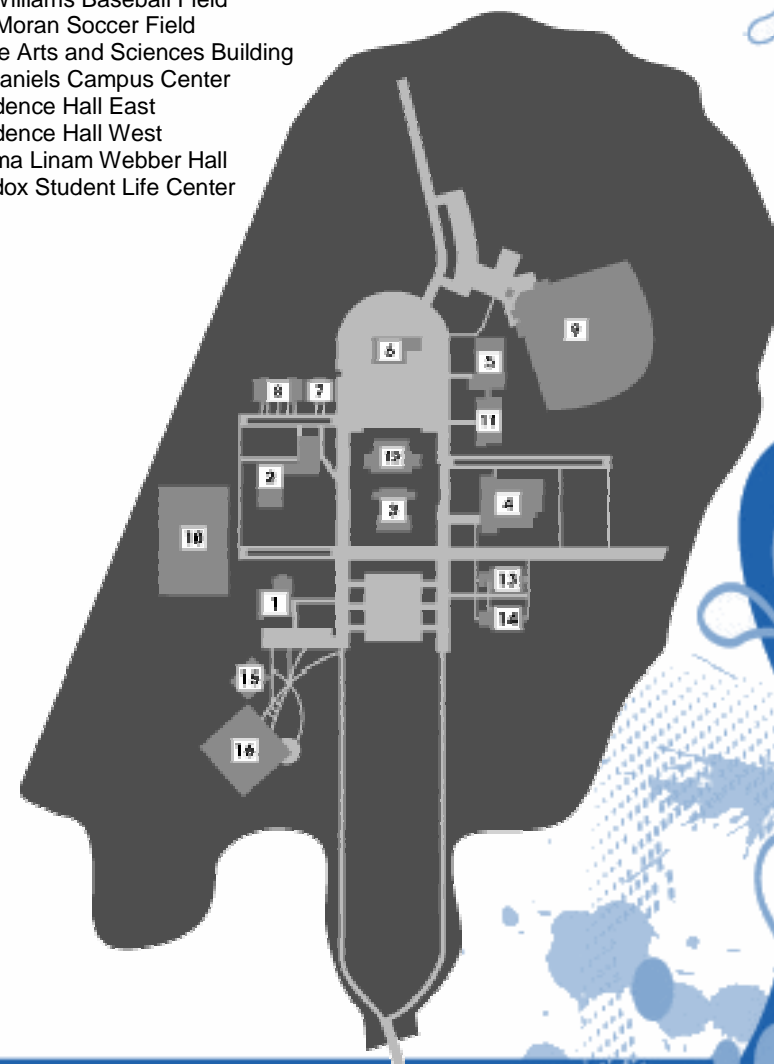 Williams Baseball Field
Moran Soccer Field
e Arts and Sciences Building
aniels Campus Center
dence Hall East
dence Hall West
ma Linam Webber Hall
dox Student Life Center
6
5
9
8 7
11
12
2
4
3
10
13
1
14
15
16